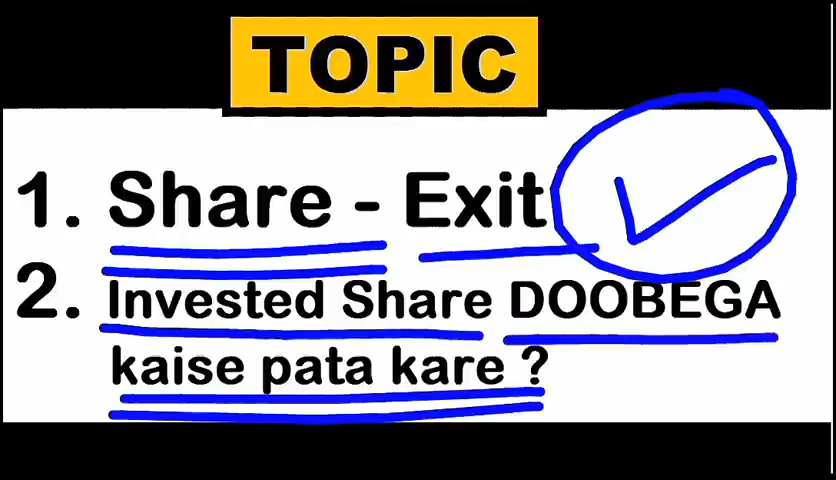 TOPIC
1. Share - Exit
2. Invested Share DOOBEGA
kaise pata kare ?